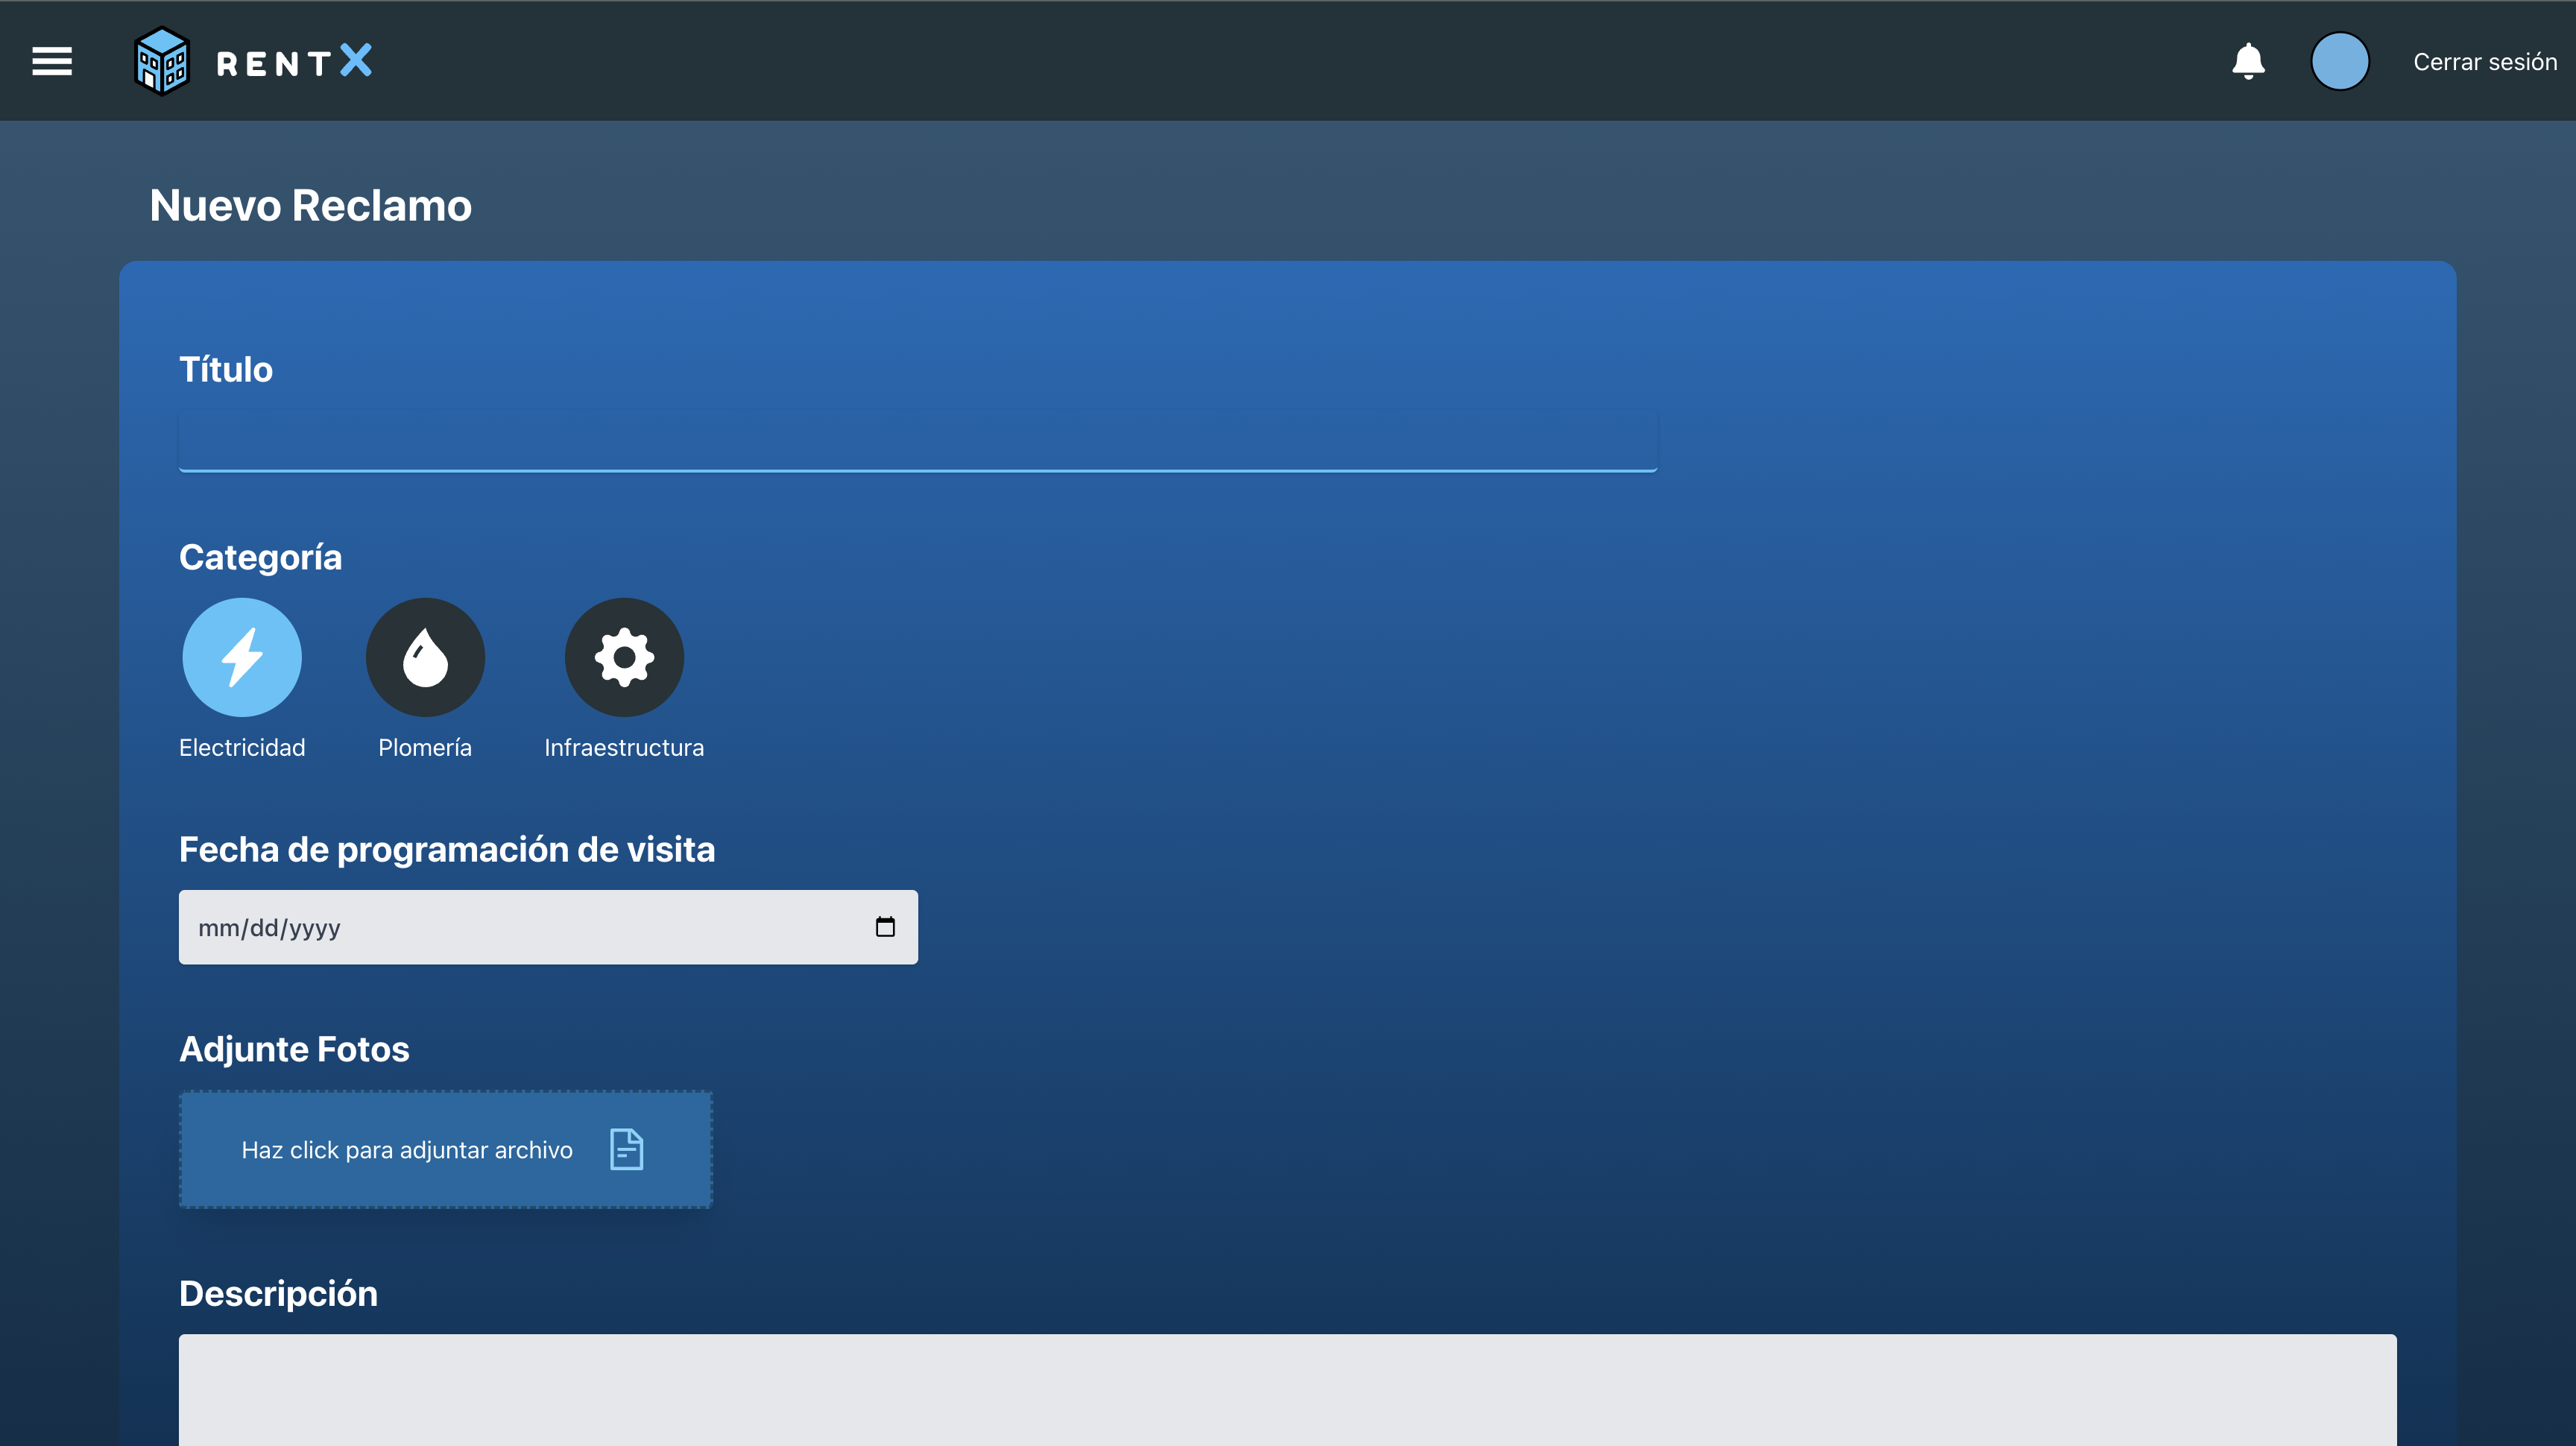 RENTX
Cerrar sesión
Nuevo Reclamo
Título
Categoría
Electricidad
Plomería
Infraestructura
Fecha de programación de visita
mm/dd/yyyy
Adjunte Fotos
Haz click para adjuntar archivo
Descripción